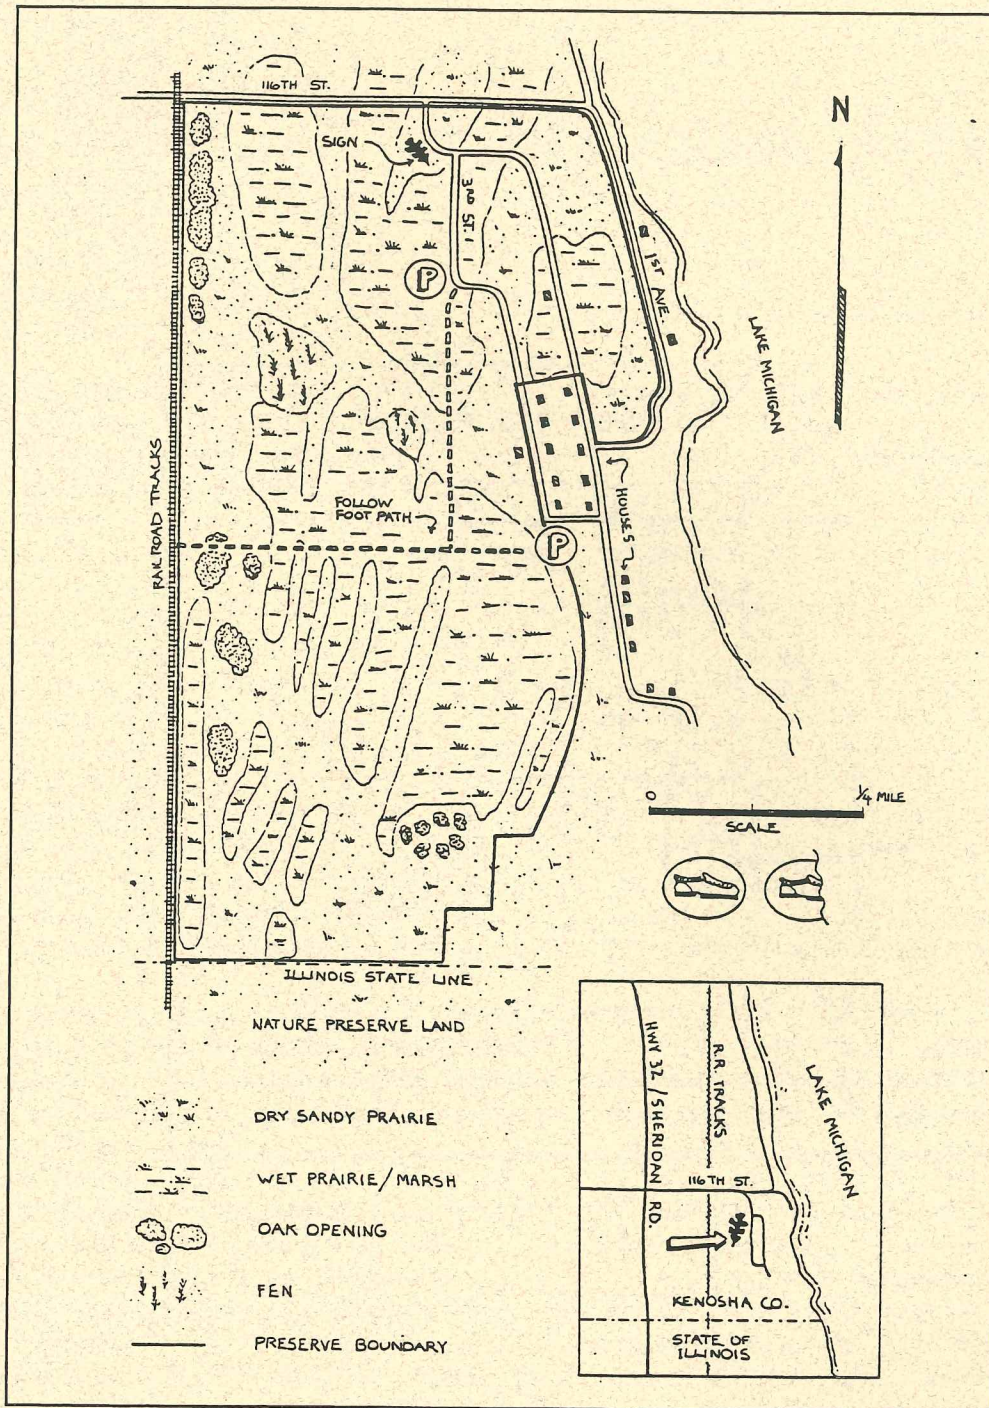 116TH ST.
N
SIGN
3RD ST.
P
1ST AVE.
LAKE MICHIGAN
RAILROAD TRACKS
FOLLOW
FOOT PATH
HOUSES
P
0
1/4 MILE
SCALE
ILLINOIS STATE LINE
NATURE PRESERVE LAND
DRY SANDY PRAIRIE
WET PRAIRIE/MARSH
OAK OPENING
FEN
PRESERVE BOUNDARY
HWY 32 / SHERIDAN RD.
R.R. TRACKS
LAKE MICHIGAN
116TH ST.
KENOSHA CO.
STATE OF
ILLINOIS